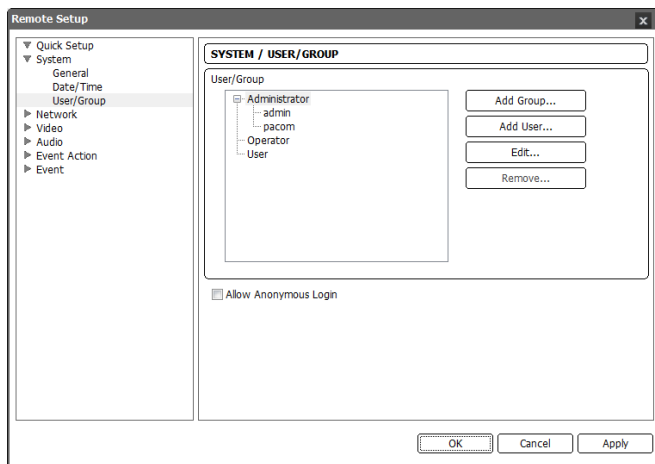 Remote Setup
x
Quick Setup
System
General
Date/Time
User/Group
Network
Video
Audio
Event Action
Event
SYSTEM / USER/GROUP
User/Group
Administrator
admin
pacom
Operator
User
Add Group...
Add User...
Edit...
Remove...
Allow Anonymous Login
OK
Cancel
Apply